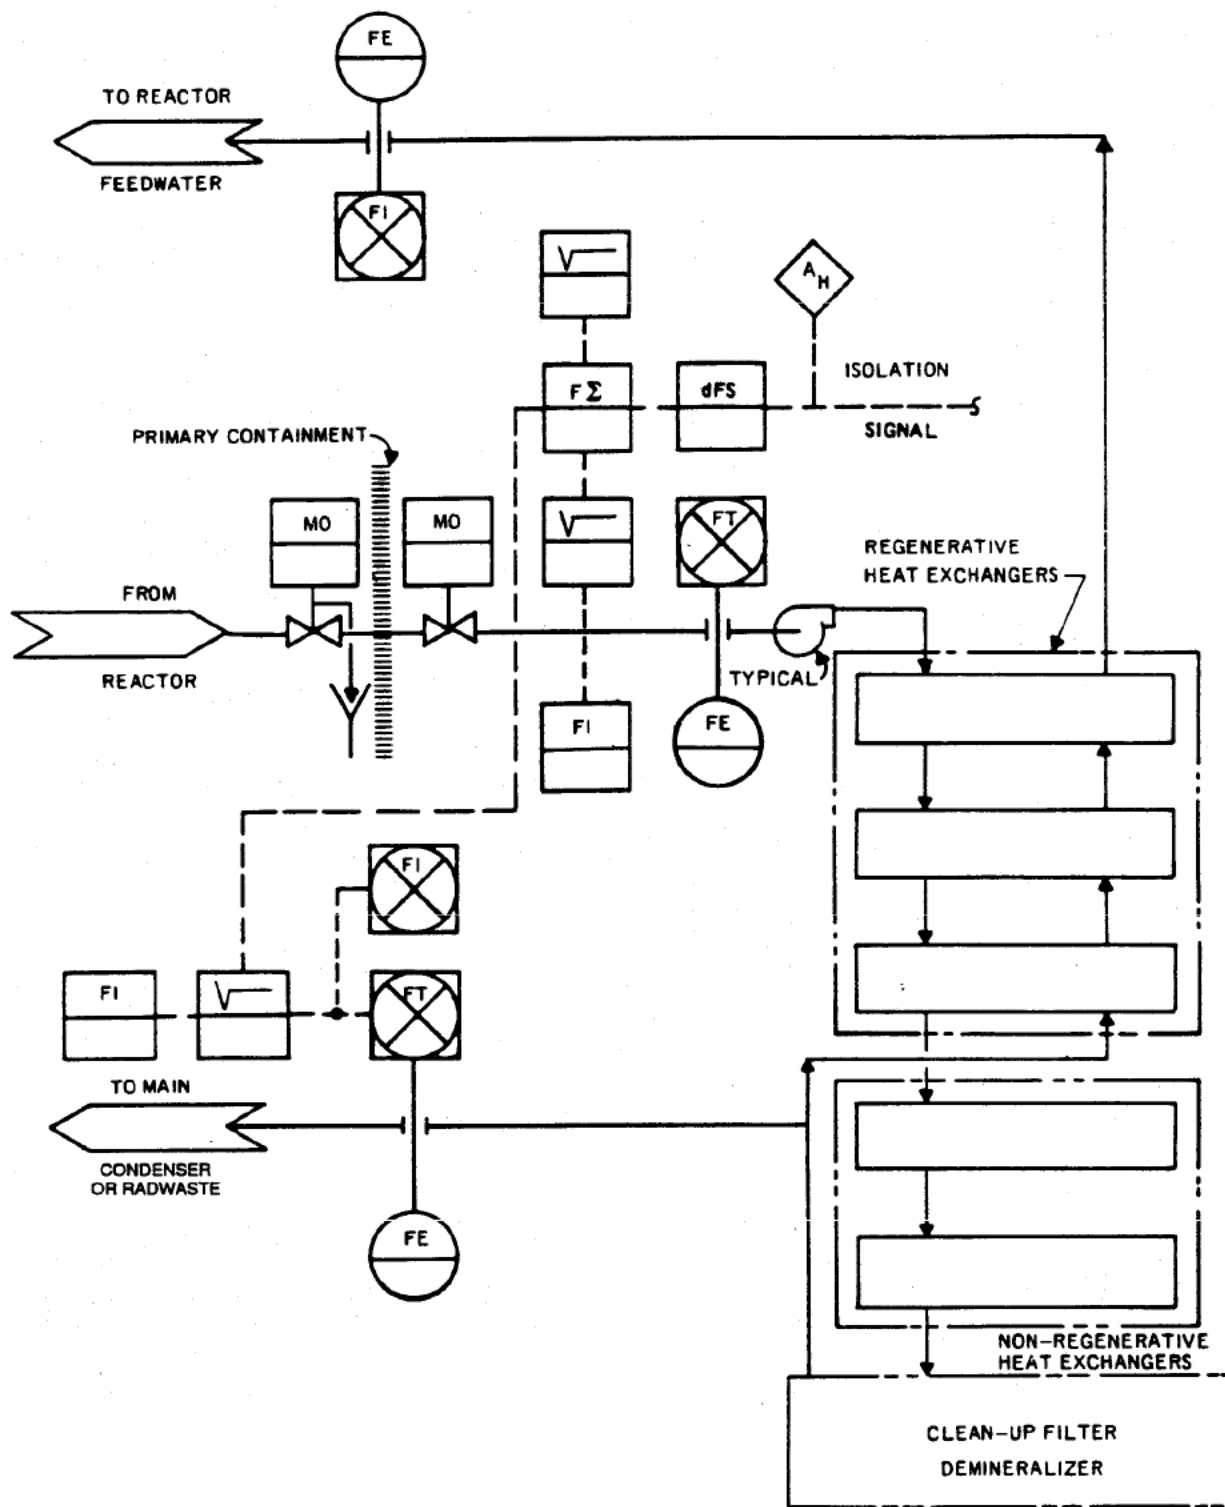 FE
TO REACTOR
FEEDWATER
FI
√
A H
F Σ
dFS
ISOLATION
SIGNAL
PRIMARY CONTAINMENT
MO
MO
√
FT
REGENERATIVE
HEAT EXCHANGERS
FROM
REACTOR
TYPICAL
FI
FE
FI
FI
√
FT
TO MAIN
CONDENSER
OR RADWASTE
FE
NON-REGENERATIVE
HEAT EXCHANGERS
CLEAN-UP FILTER
DEMINERALIZER